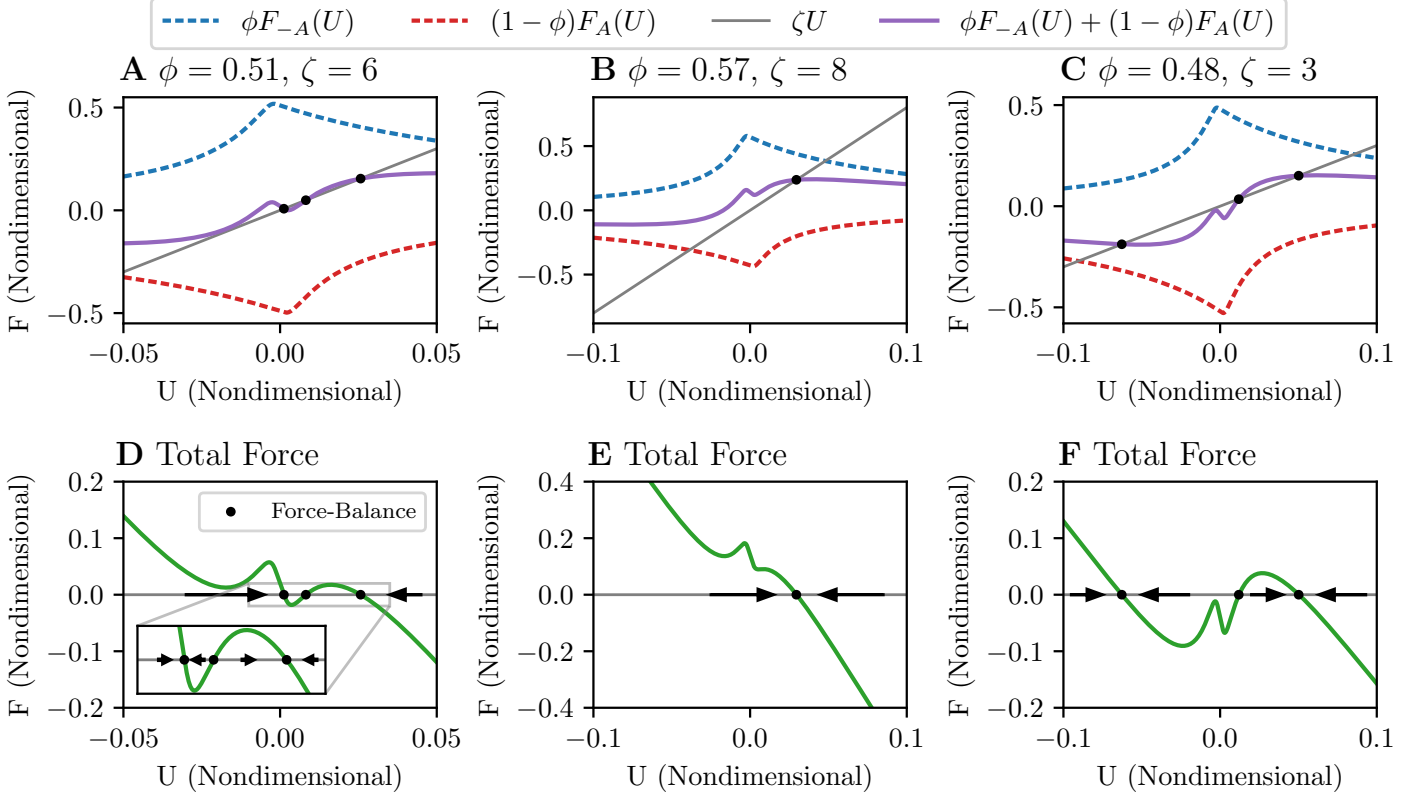 ϕF₋A(U) (1 − ϕ)F_A(U) ζU ϕF₋A(U) + (1 − ϕ)F_A(U)
A ϕ = 0.51, ζ = 6
B ϕ = 0.57, ζ = 8
C ϕ = 0.48, ζ = 3
F (Nondimensional)
0.5
0.0
−0.5
−0.05 0.00 0.05
U (Nondimensional)
F (Nondimensional)
0.5
0.0
−0.5
−0.1 0.0 0.1
U (Nondimensional)
F (Nondimensional)
0.5
0.0
−0.5
−0.1 0.0 0.1
U (Nondimensional)
D Total Force
E Total Force
F Total Force
F (Nondimensional)
0.2
0.1
0.0
−0.1
−0.2
Force-Balance
−0.05 0.00 0.05
U (Nondimensional)
F (Nondimensional)
0.4
0.2
0.0
−0.2
−0.4
−0.1 0.0 0.1
U (Nondimensional)
F (Nondimensional)
0.2
0.1
0.0
−0.1
−0.2
−0.1 0.0 0.1
U (Nondimensional)